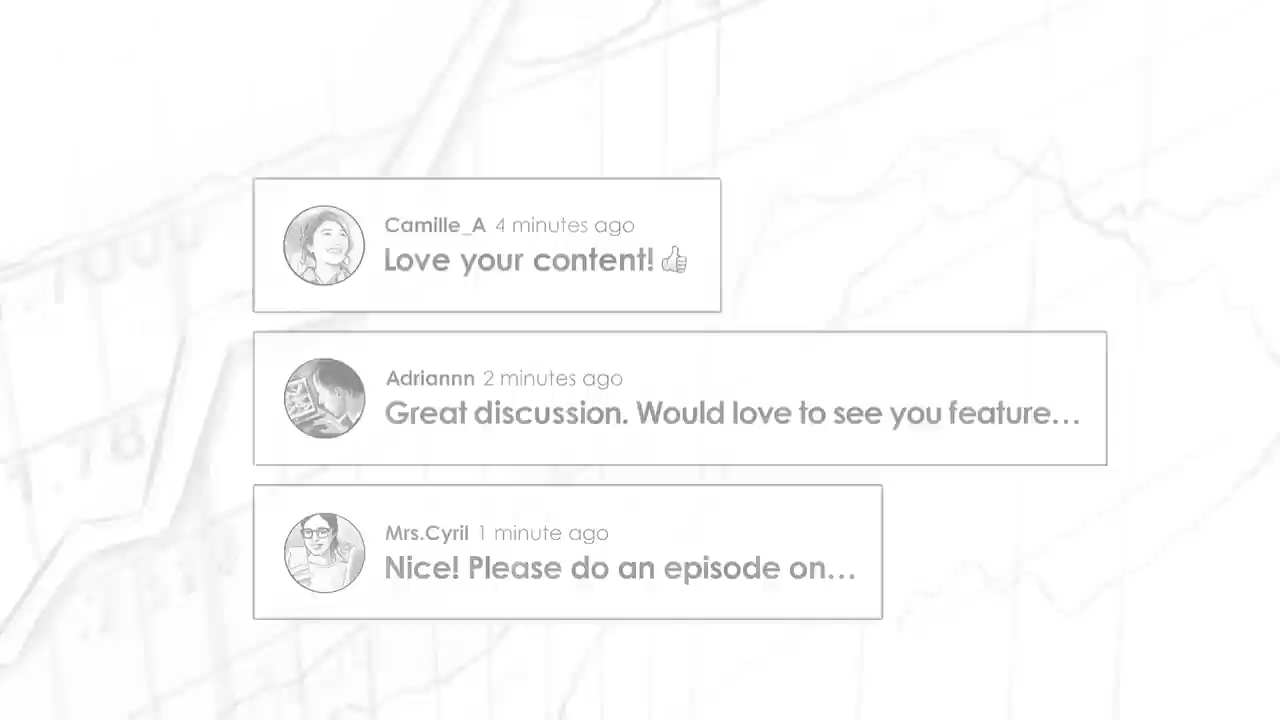 Camille_A 4 minutes ago
Love your content! 👍
Adriannn 2 minutes ago
Great discussion. Would love to see you feature...
Mrs.Cyril 1 minute ago
Nice! Please do an episode on...